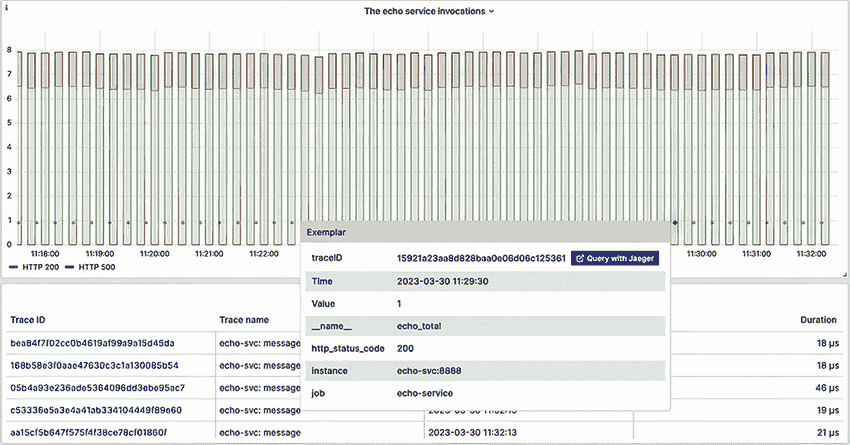 i
The echo service invocations
8
7
6
5
4
3
2
1
0
11:18:00 11:19:00 11:20:00 11:21:00 11:22:00 11:30:00 11:31:00 11:32:00
HTTP 200 HTTP 500
Exemplar
traceID 15921a23aa8d828baa0e06d06c125361 Query with Jaeger
Time 2023-03-30 11:29:30
Value 1
__name__ echo_total
http_status_code 200
instance echo-svc:8888
job echo-service
Trace ID Trace name Duration
bea84f7f02cc0b4619af99a9a15d45da echo-svc: message 18 µs
168b58e3f0aae47630c3c1a130085b54 echo-svc: message 18 µs
05b4a93e236ade5364096dd3ebe95ac7 echo-svc: message 46 µs
c53336e5a3e4a41ab334104449f89e60 echo-svc: message 2023-03-30 11:32:13 19 µs
aa15cf5b647f575f4f38ce78cf01860f echo-svc: message 2023-03-30 11:32:13 21 µs